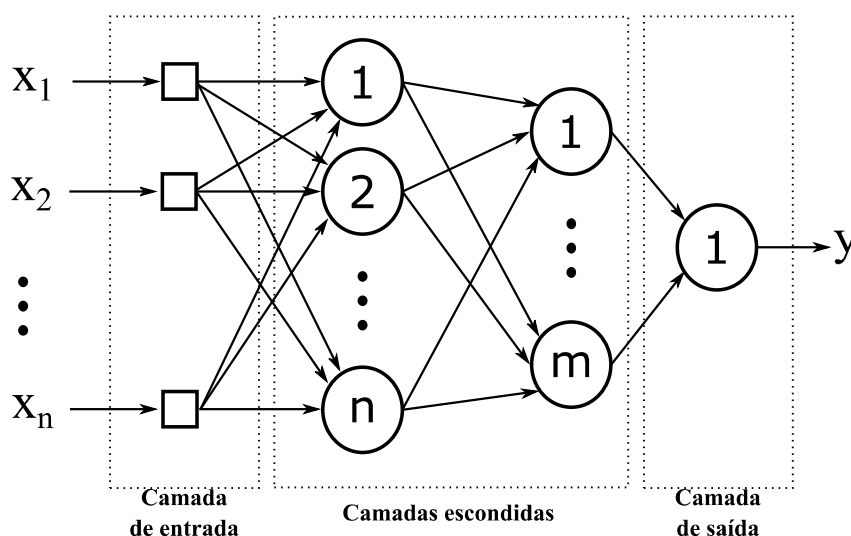 x1
1
1
x2
2
1
y
m
xn
n
Camada
de entrada
Camadas escondidas
Camada
de saída